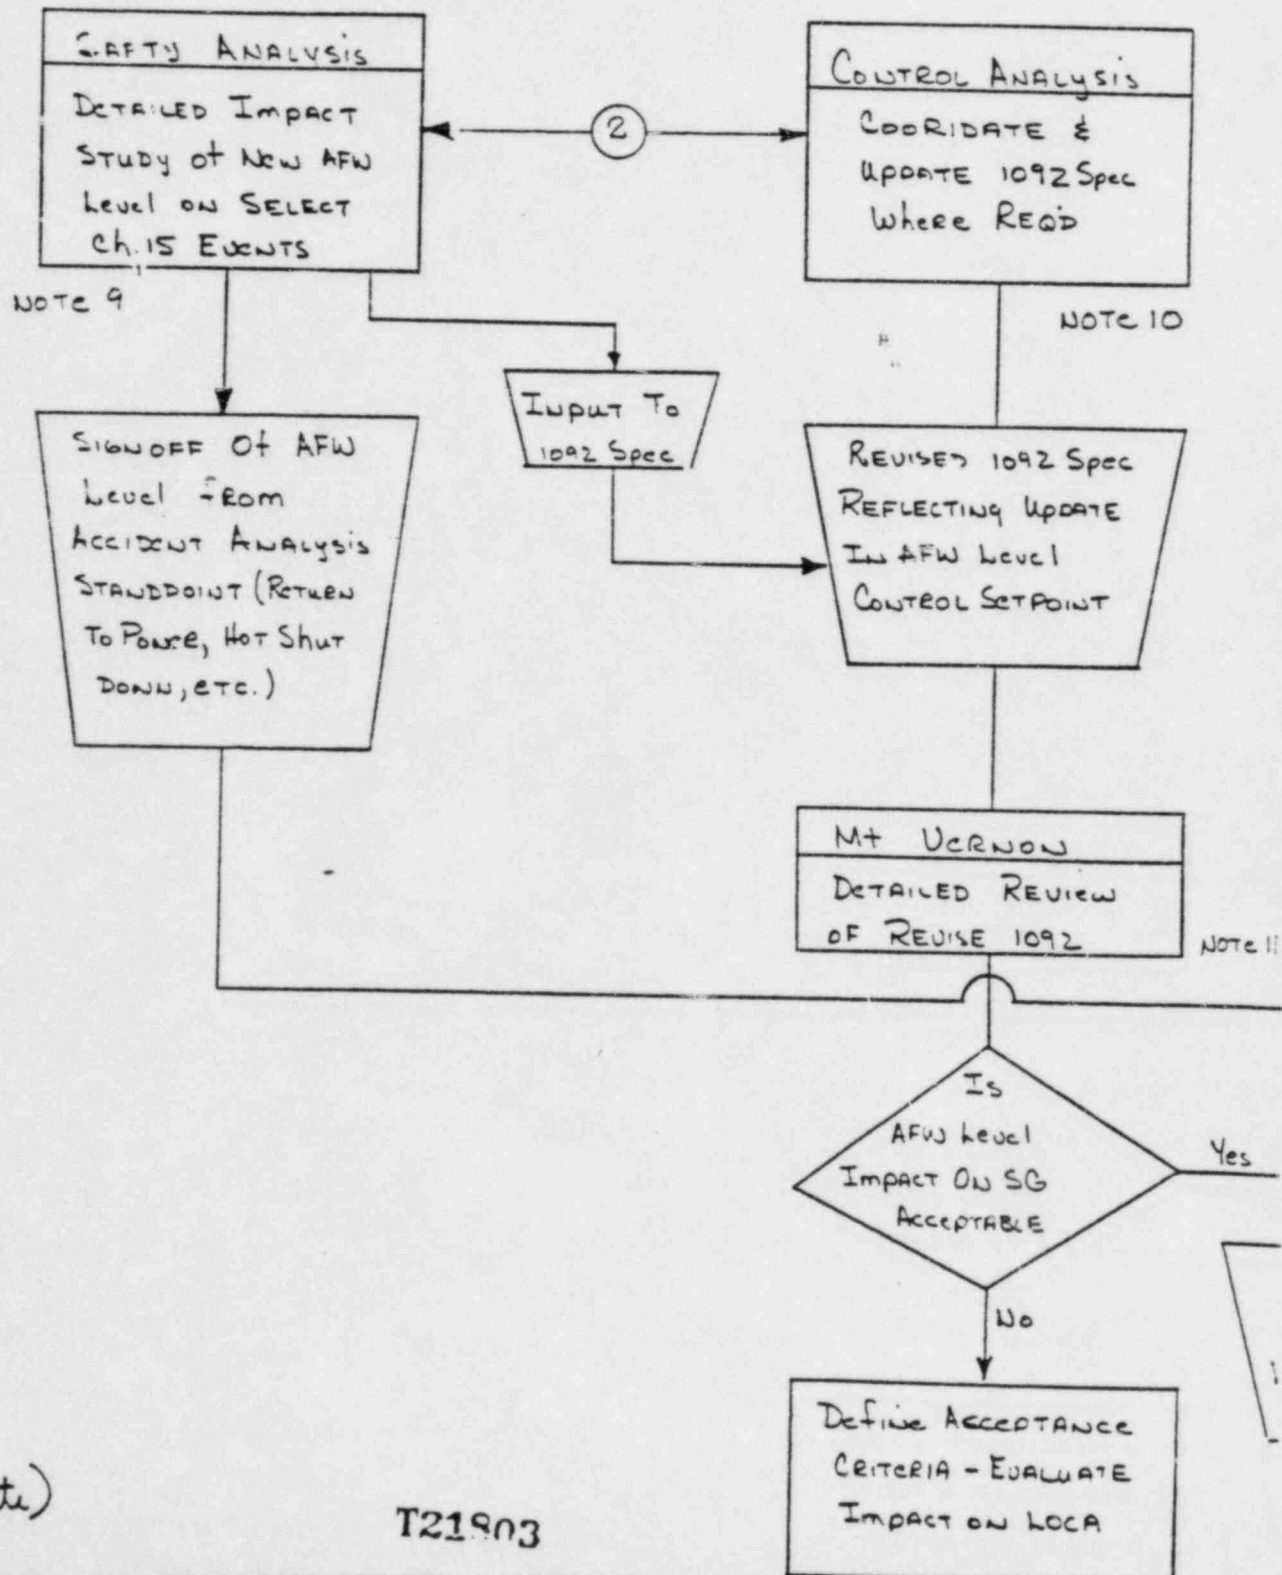 SAFTY ANALYSIS
DETAILED IMPACT
STUDY Of NEW AFW
Level ON SELECT
Ch. 15 EVENTS
NOTE 9
2
CONTROL ANALYSIS
COORIDATE &
UPDATE 1092 Spec
Where REQ'D
NOTE 10
INPUT To
1092 Spec
SIGNOFF Of AFW
Level from
ACCIDENT ANALYSIS
STANDPOINT (RETURN
To POWER, HOT Shut
DOWN, ETC.)
REVISED 1092 Spec
REFLECTING UPDATE
IN AFW Level
CONTROL SETPOINT
Mt VERNON
DETAILED REVIEW
OF REVISE 1092
NOTE 11
Is
AFW Level
IMPACT ON SG
ACCEPTABLE
Yes
No
Define ACCEPTANCE
CRITERIA - EVALUATE
IMPACT ON LOCA
T21803